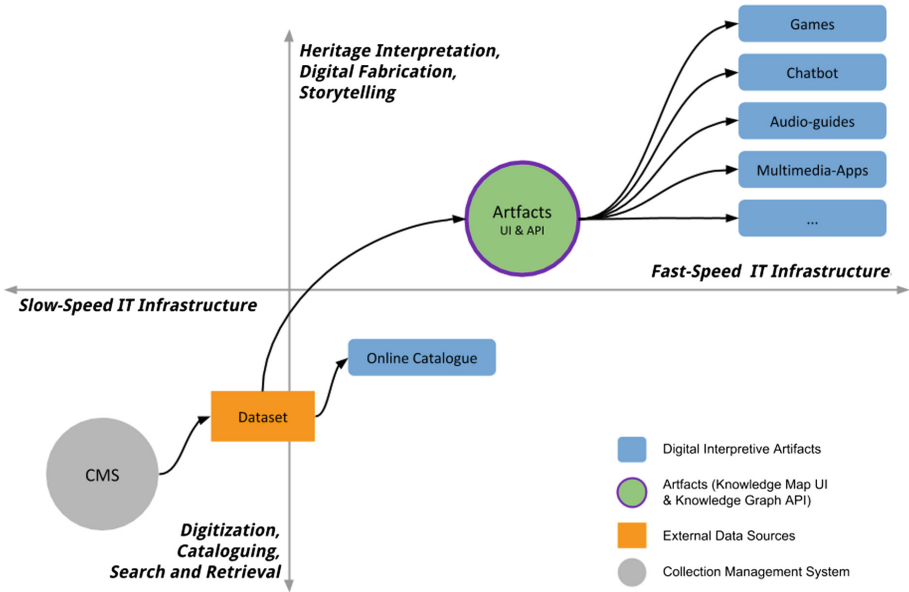 Games
Heritage Interpretation,
Digital Fabrication,
Storytelling
Chatbot
Audio-guides
Multimedia-Apps
...
Artfacts
UI & API
Fast-Speed IT Infrastructure
Slow-Speed IT Infrastructure
Online Catalogue
Dataset
CMS
Digitization,
Cataloguing,
Search and Retrieval
Digital Interpretive Artifacts
Artfacts (Knowledge Map UI
& Knowledge Graph API)
External Data Sources
Collection Management System